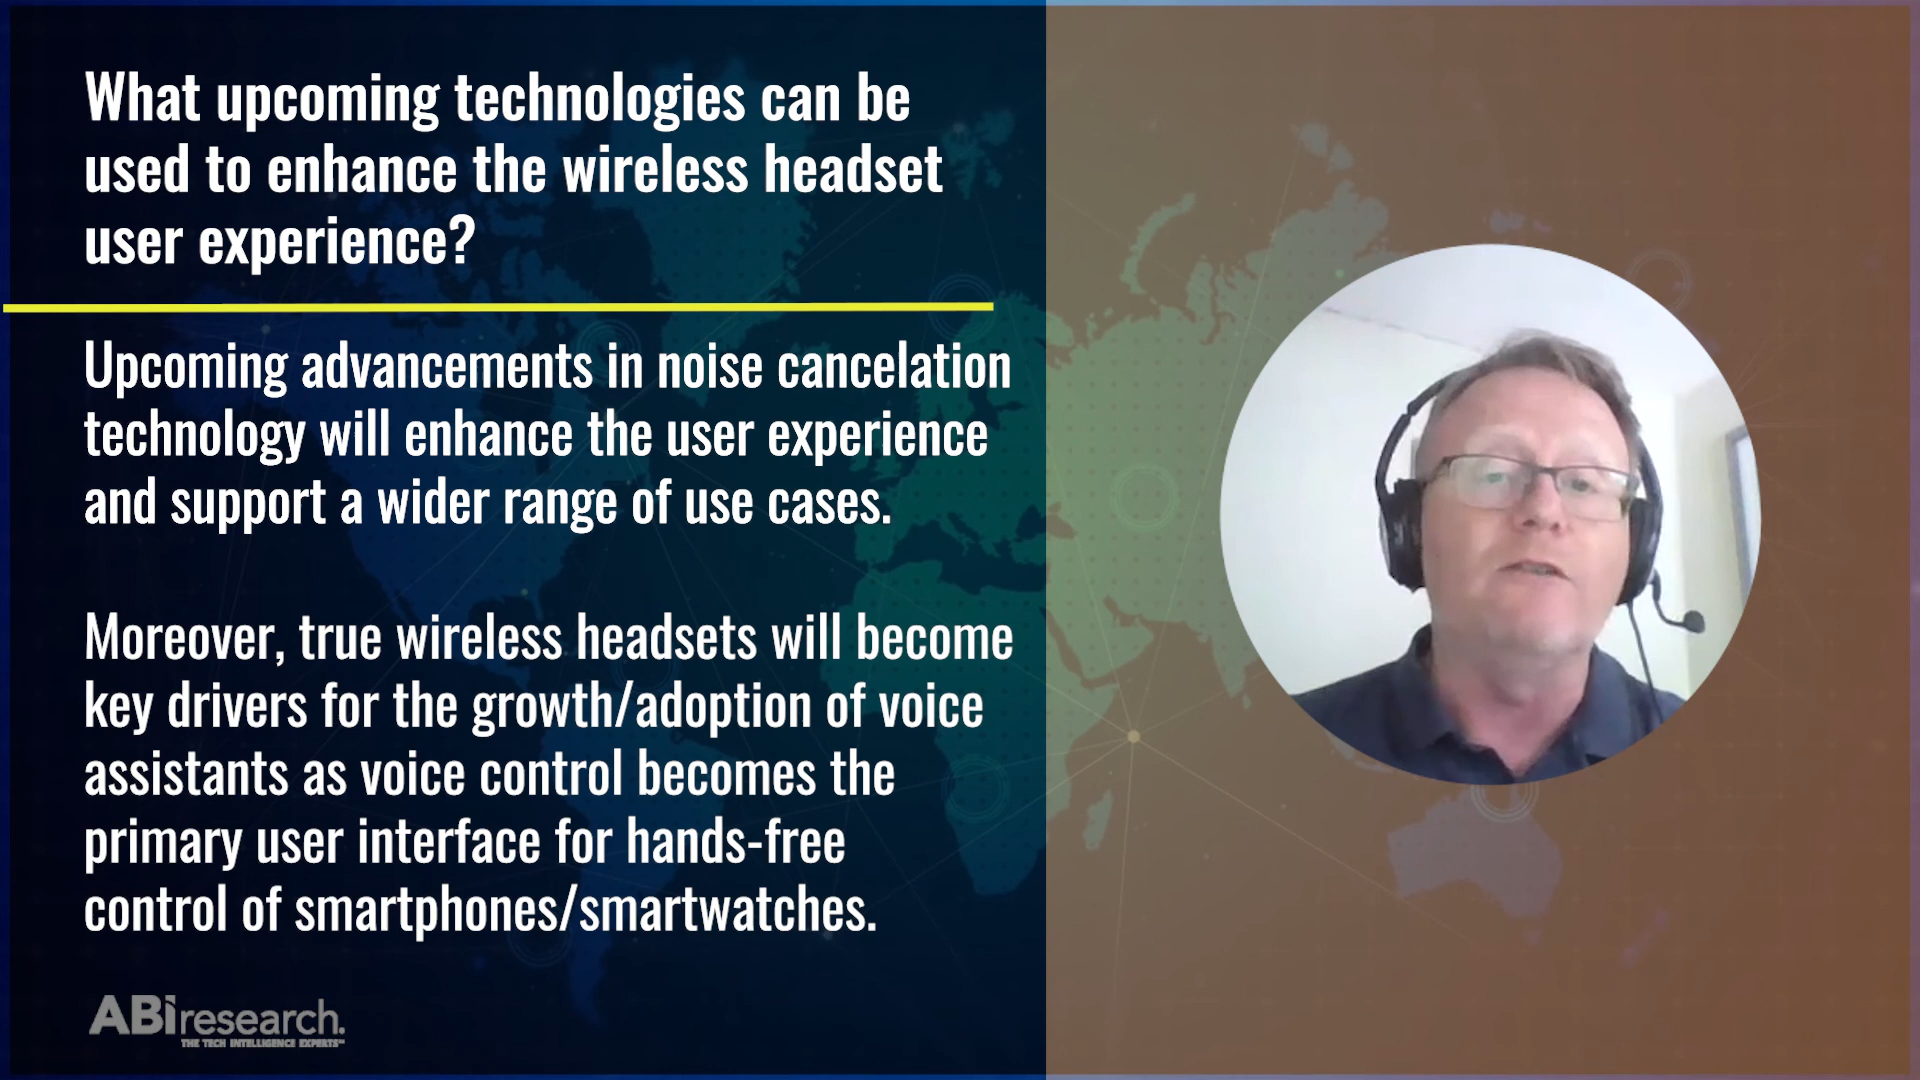 What upcoming technologies can be
used to enhance the wireless headset
user experience?
Upcoming advancements in noise cancelation
technology will enhance the user experience
and support a wider range of use cases.
Moreover, true wireless headsets will become
key drivers for the growth/adoption of voice
assistants as voice control becomes the
primary user interface for hands-free
control of smartphones/smartwatches.
ABiresearch.
THE TECH INTELLIGENCE EXPERTS℠